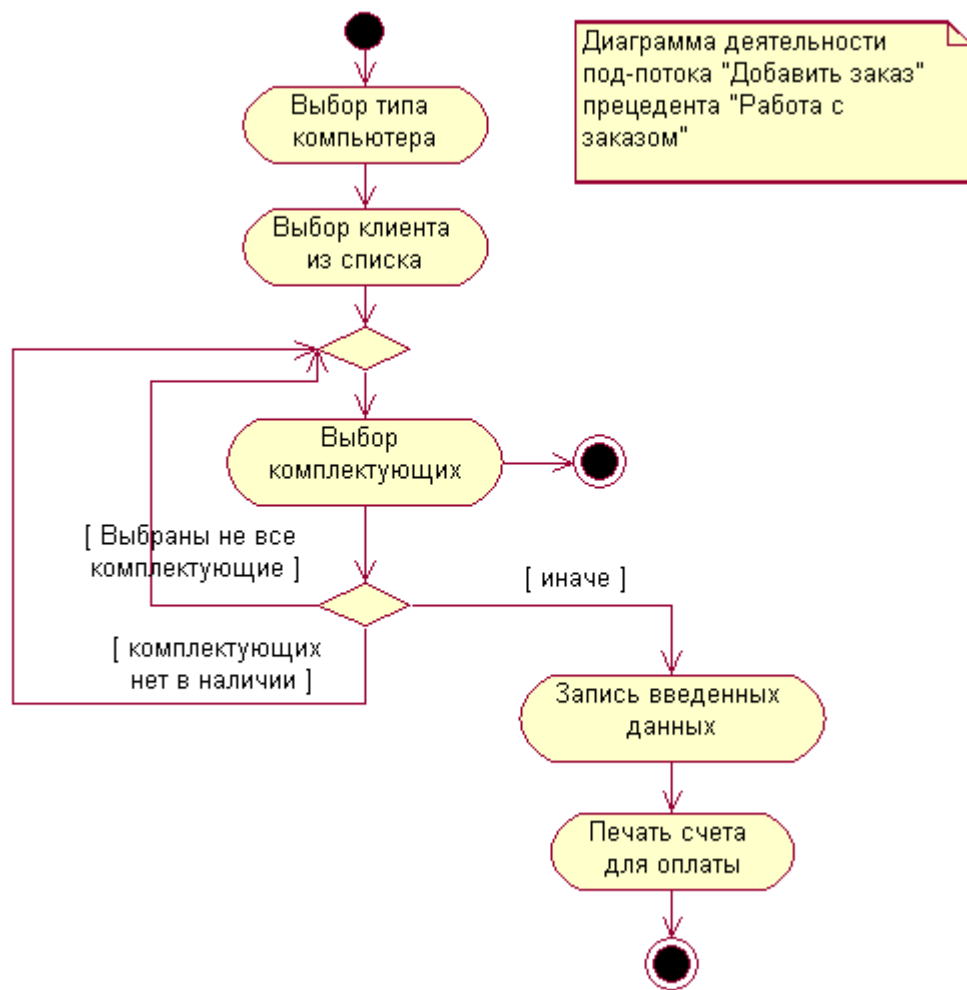 Диаграмма деятельности
под-потока "Добавить заказ"
прецедента "Работа с
заказом"
Выбор типа
компьютера
Выбор клиента
из списка
Выбор
комплектующих
[ Выбраны не все
комплектующие ]
[ иначе ]
[ комплектующих
нет в наличии ]
Запись введенных
данных
Печать счета
для оплаты